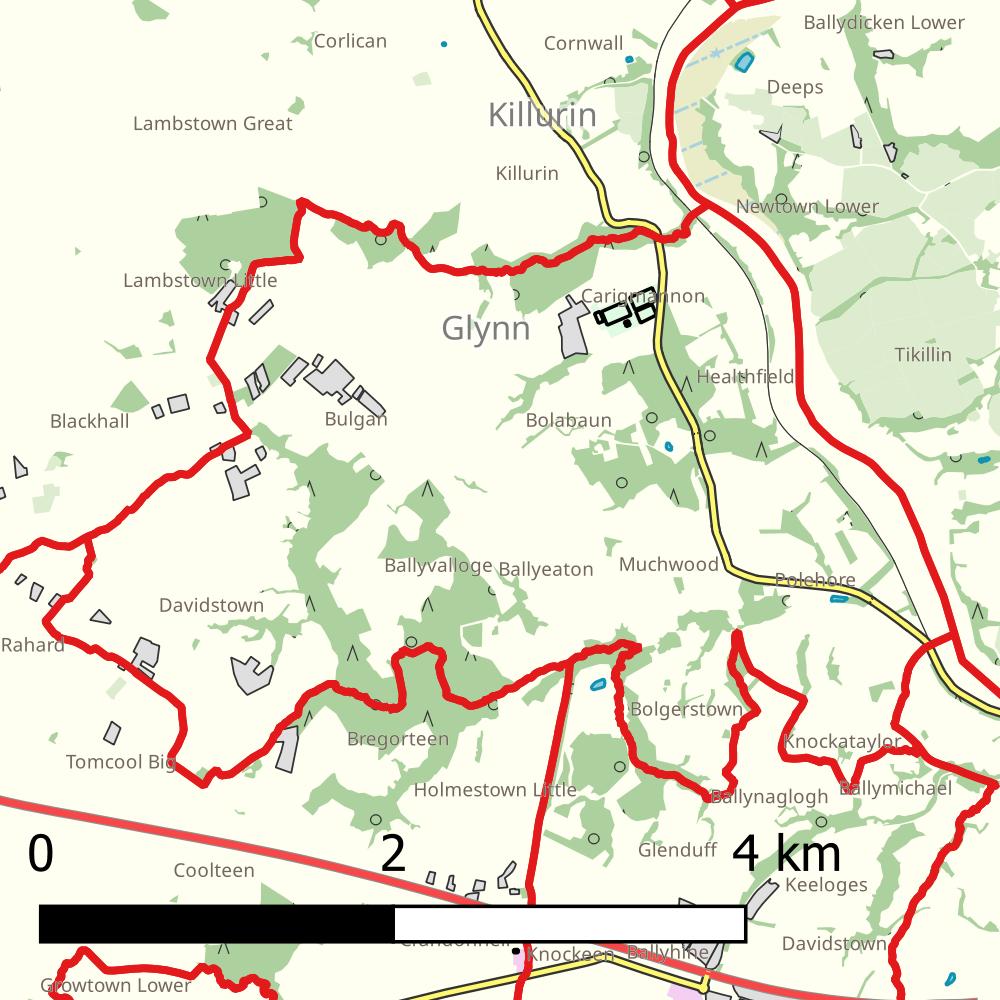 Ballydicken Lower
Corlican
Cornwall
Deeps
Killurin
Lambstown Great
Killurin
Newtown Lower
Lambstown Little
Carigmannon
Glynn
Tikillin
Healthfield
Blackhall
Bulgan
Bolabaun
Ballyvalloge
Ballyeaton
Muchwood
Polehore
Davidstown
Rahard
Bolgerstown
Bregorteen
Knockataylor
Tomcool Big
Holmestown Little
Ballynaglogh
Ballymichael
0
2
4 km
Glenduff
Coolteen
Keeloges
Davidstown
Knockeen
Ballyhine
Growtown Lower